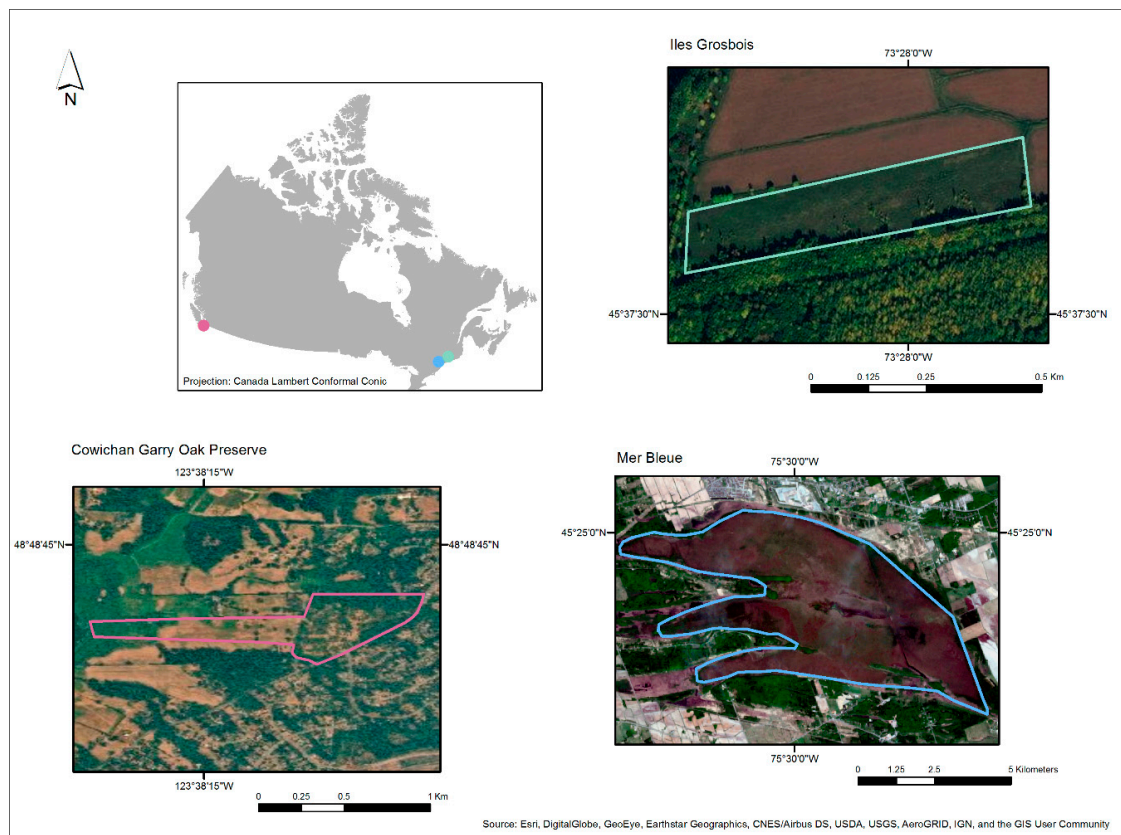 Iles Grosbois
73°28'0"W
N
Projection: Canada Lambert Conformal Conic
45°37'30"N
45°37'30"N
73°28'0"W
0 0.125 0.25 0.5 Km
Cowichan Garry Oak Preserve
123°38'15"W
48°48'45"N
48°48'45"N
123°38'15"W
0 0.25 0.5 1 Km
Mer Bleue
75°30'0"W
45°25'0"N
45°25'0"N
75°30'0"W
0 1.25 2.5 5 Kilometers
Source: Esri, DigitalGlobe, GeoEye, Earthstar Geographics, CNES/Airbus DS, USDA, USGS, AeroGRID, IGN, and the GIS User Community